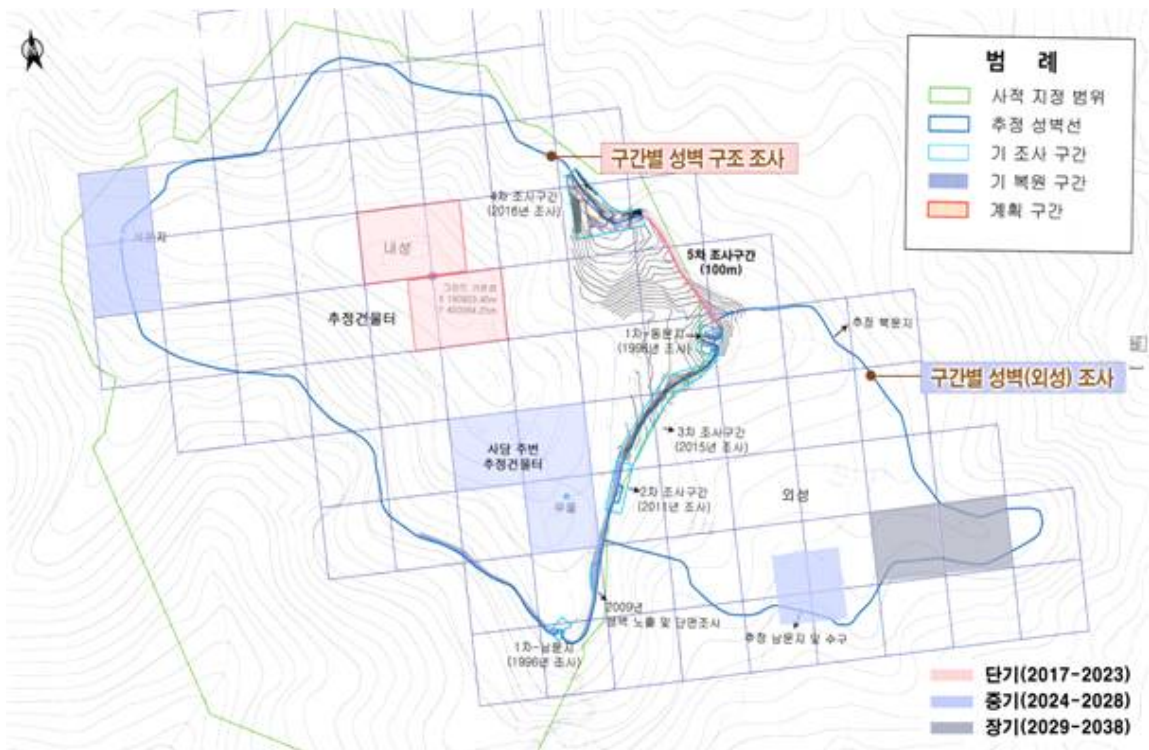 범 례
사적 지정 범위
추정 성벽선
기 조사 구간
기 복원 구간
계획 구간
구간별 성벽 구조 조사
4차 조사구간
(2016년 조사)
내성
5차 조사구간
(100m)
추정건물터
1차-동문지
(1996년 조사)
추정 북문지
구간별 성벽(외성) 조사
3차 조사구간
(2015년 조사)
사당 주변
추정건물터
우물
2차 조사구간
(2011년 조사)
외성
2009년
성벽 노출 및 단면조사
추정 남문지 및 수구
1차-남문지
(1996년 조사)
단기(2017-2023)
중기(2024-2028)
장기(2029-2038)